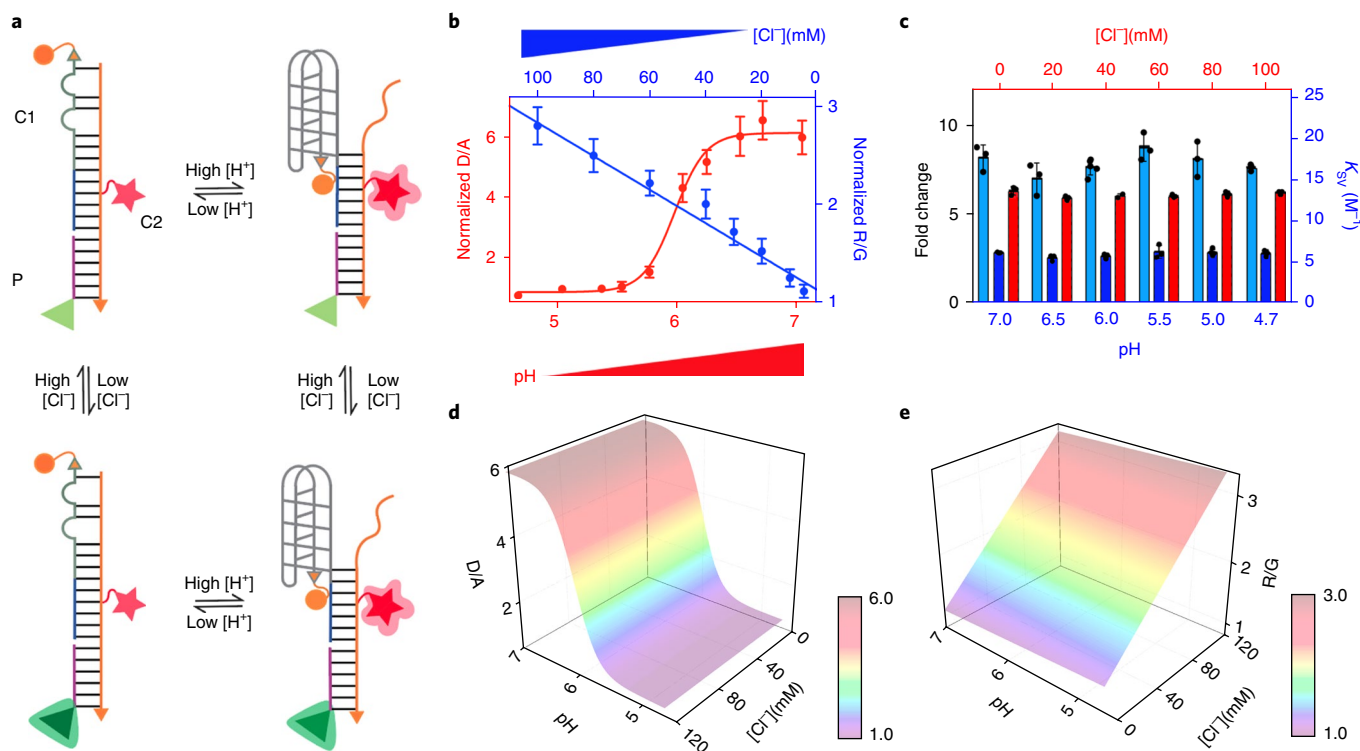 a
C1
C2
P
High [H⁺]
Low [H⁺]
High [Cl⁻]
Low [Cl⁻]
High [Cl⁻]
Low [Cl⁻]
High [H⁺]
Low [H⁺]
b
[Cl⁻](mM)
100 80 60 40 20 0
Normalized D/A
6
4
2
Normalized R/G
3
2
1
5 6 7
pH
c
[Cl⁻](mM)
0 20 40 60 80 100
Fold change
10
5
0
K_SV (M⁻¹)
25
20
15
10
5
0
7.0 6.5 6.0 5.5 5.0 4.7
pH
d
D/A
6
4
2
7 6 5
pH
120 80 40 0
[Cl⁻](mM)
6.0
1.0
e
R/G
3
2
1
7 6 5
pH
0 40 80 120
[Cl⁻](mM)
3.0
1.0